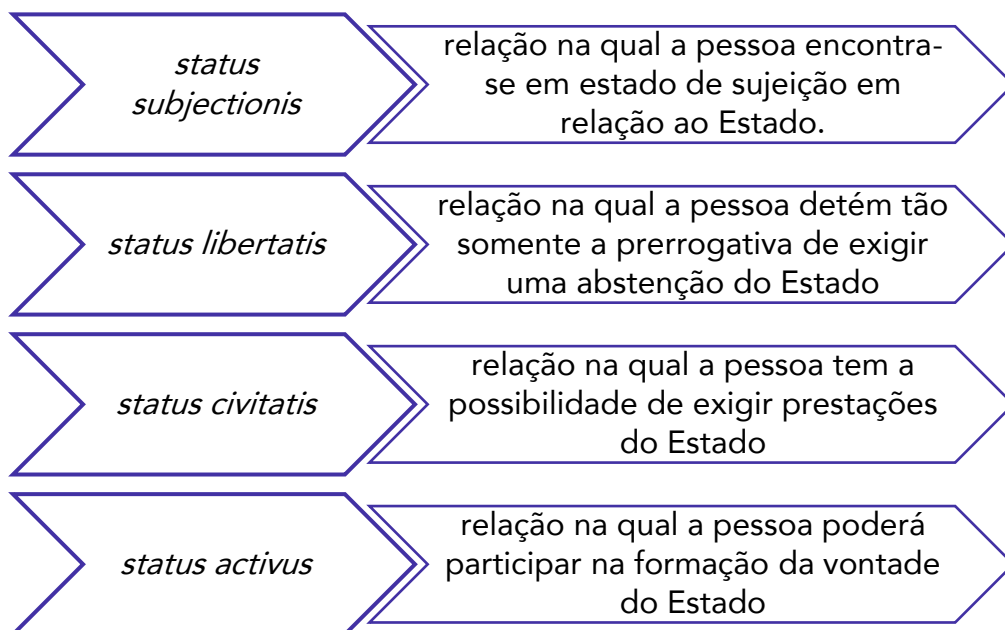 status
subjectionis
relação na qual a pessoa encontra-
se em estado de sujeição em
relação ao Estado.
status libertatis
relação na qual a pessoa detém tão
somente a prerrogativa de exigir
uma abstenção do Estado
status civitatis
relação na qual a pessoa tem a
possibilidade de exigir prestações
do Estado
status activus
relação na qual a pessoa poderá
participar na formação da vontade
do Estado